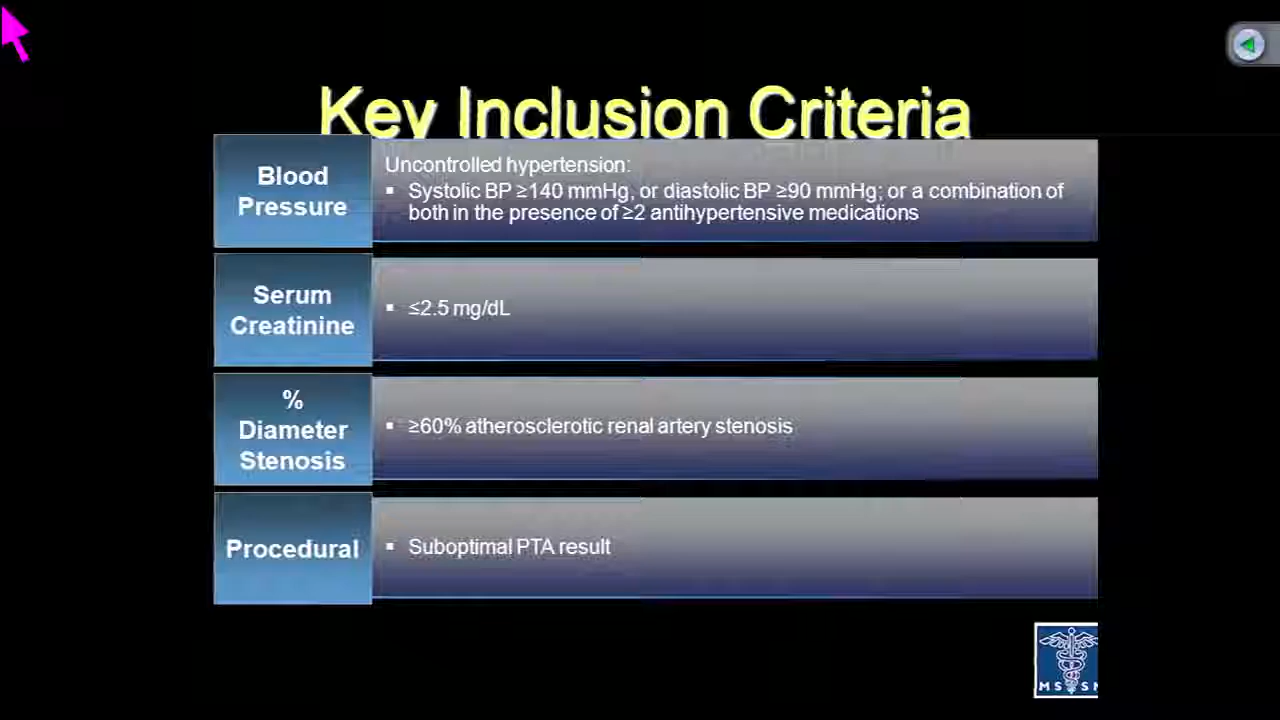 Key Inclusion Criteria
Blood
Pressure
Uncontrolled hypertension:
▪ Systolic BP ≥140 mmHg, or diastolic BP ≥90 mmHg; or a combination of
both in the presence of ≥2 antihypertensive medications
Serum
Creatinine
▪ ≤2.5 mg/dL
%
Diameter
Stenosis
▪ ≥60% atherosclerotic renal artery stenosis
Procedural
▪ Suboptimal PTA result
M S S